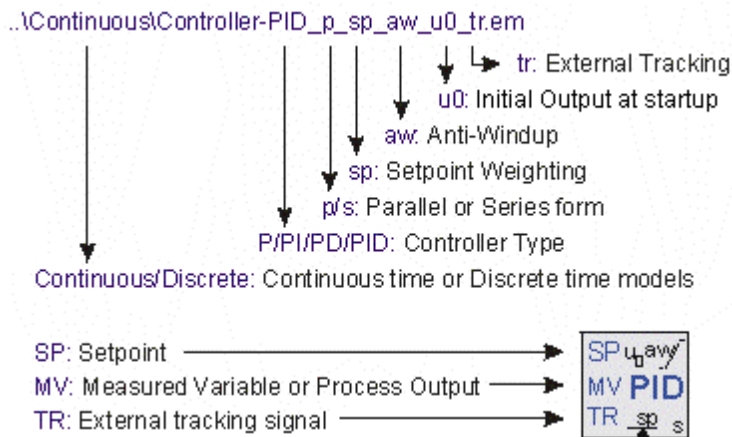 ..\Continuous\Controller-PID_p_sp_aw_u0_tr.em
tr: External Tracking
u0: Initial Output at startup
aw: Anti-Windup
sp: Setpoint Weighting
p/s: Parallel or Series form
P/PI/PD/PID: Controller Type
Continuous/Discrete: Continuous time or Discrete time models
SP: Setpoint
SP u0 aw
MV: Measured Variable or Process Output
MV PID
TR: External tracking signal
TR sp s